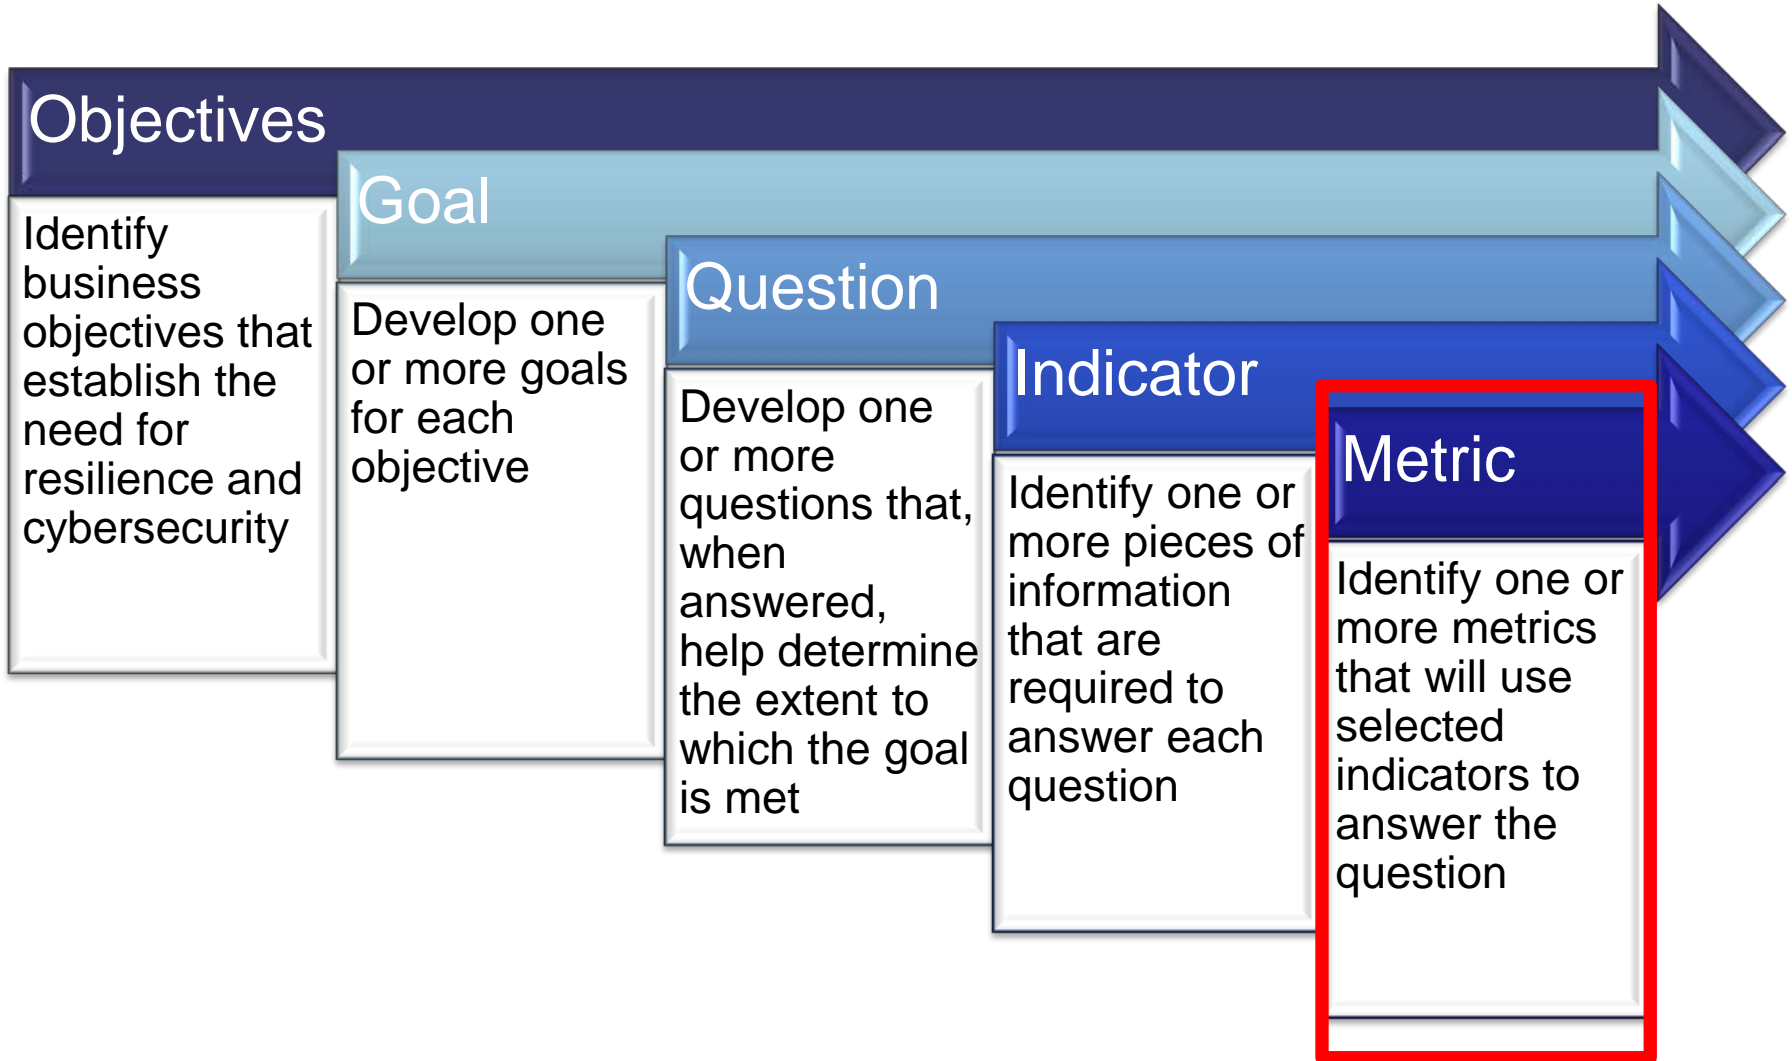 Objectives
Identify
business
objectives that
establish the
need for
resilience and
cybersecurity
Goal
Develop one
or more goals
for each
objective
Question
Develop one
or more
questions that,
when
answered,
help determine
the extent to
which the goal
is met
Indicator
Identify one or
more pieces of
information
that are
required to
answer each
question
Metric
Identify one or
more metrics
that will use
selected
indicators to
answer the
question